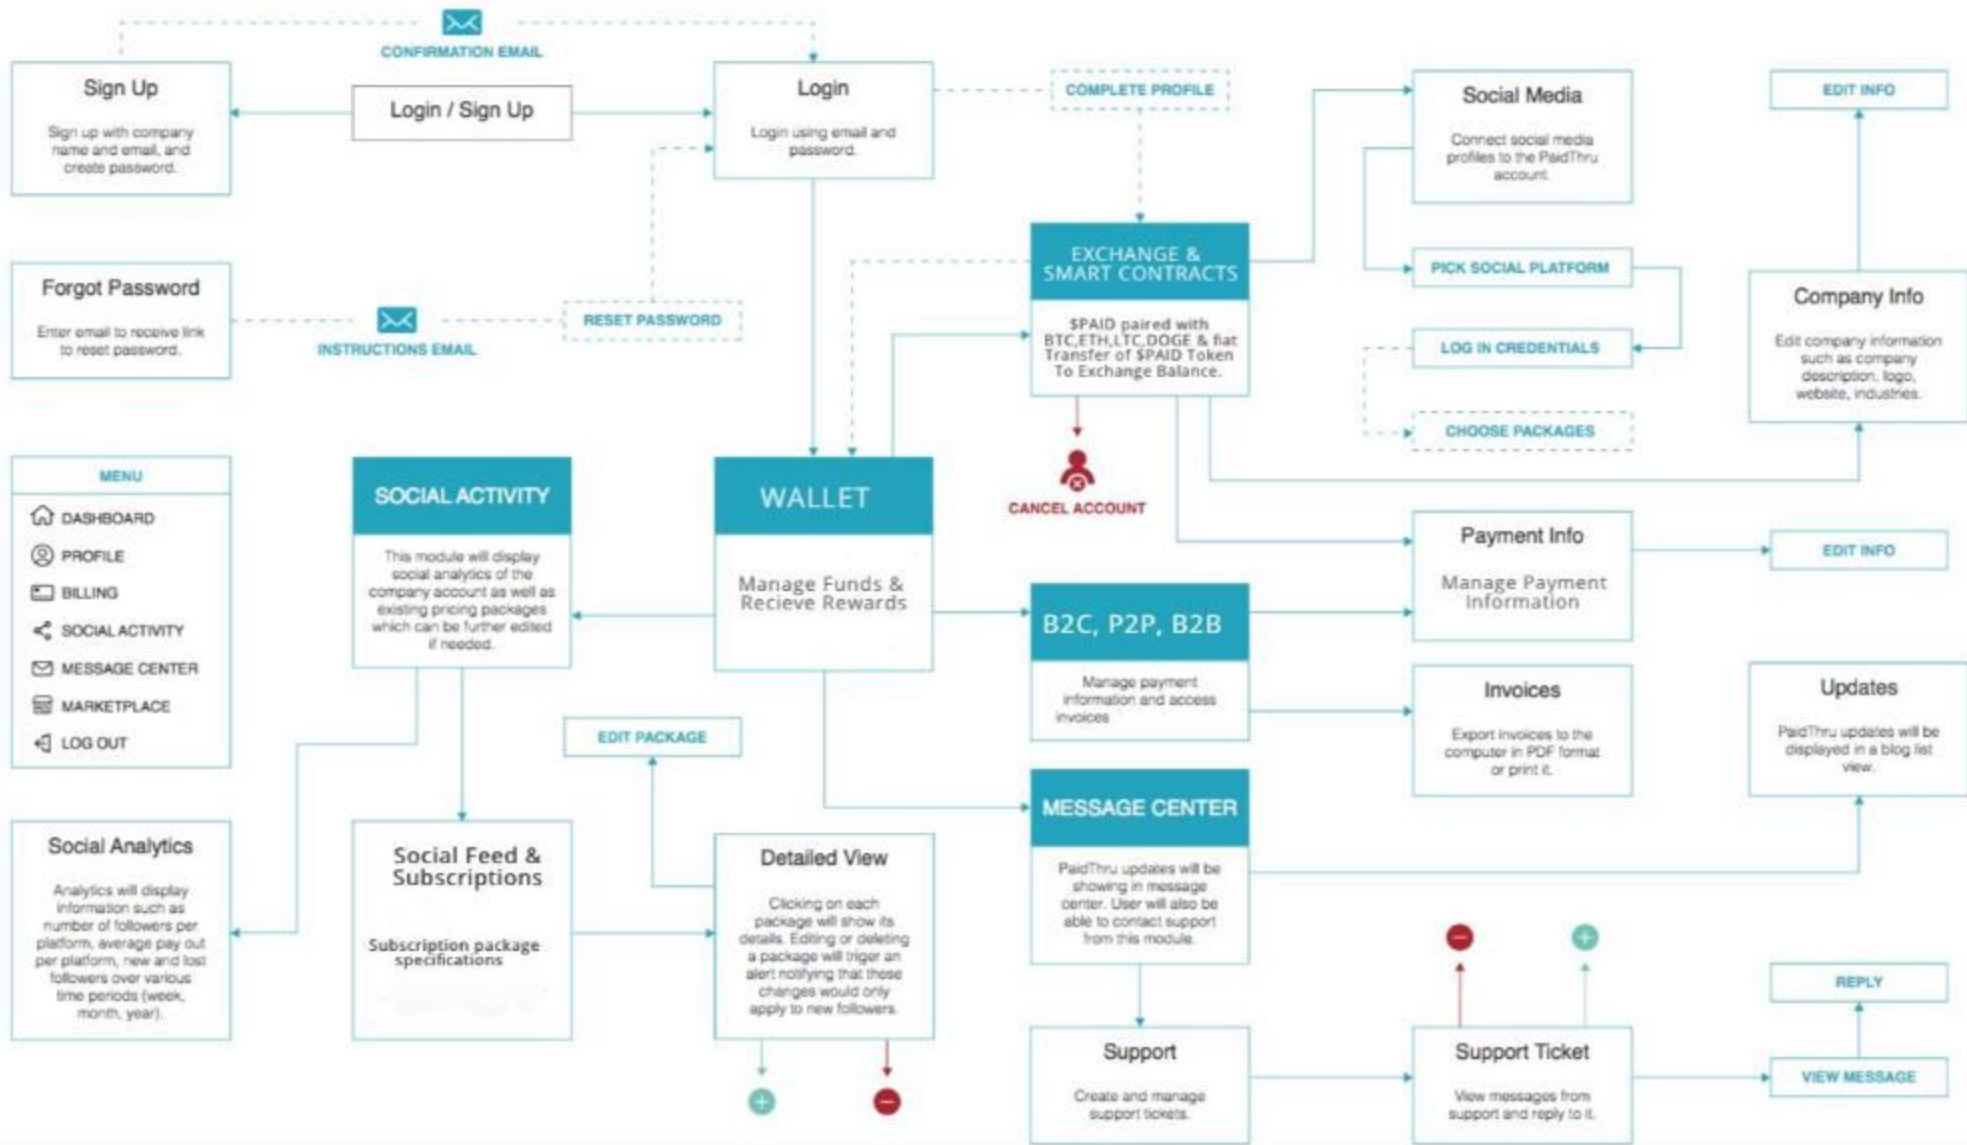 CONFIRMATION EMAIL
Sign Up
Sign up with company
name and email, and
create password.
Login / Sign Up
Login
Login using email and
password.
COMPLETE PROFILE
Social Media
Connect social media
profiles to the PaidThru
account.
EDIT INFO
Forgot Password
Enter email to receive link
to reset password.
INSTRUCTIONS EMAIL
RESET PASSWORD
EXCHANGE &
SMART CONTRACTS
$PAID paired with
BTC,ETH,LTC,DOGE & fiat
Transfer of $PAID Token
To Exchange Balance.
CANCEL ACCOUNT
PICK SOCIAL PLATFORM
LOG IN CREDENTIALS
CHOOSE PACKAGES
Company Info
Edit company information
such as company
description, logo,
website, industries.
MENU
DASHBOARD
PROFILE
BILLING
SOCIAL ACTIVITY
MESSAGE CENTER
MARKETPLACE
LOG OUT
SOCIAL ACTIVITY
This module will display
social analytics of the
company account as well as
existing pricing packages
which can be further edited
if needed.
WALLET
Manage Funds &
Recieve Rewards
B2C, P2P, B2B
Manage payment
information and access
invoices
Payment Info
Manage Payment
Information
EDIT INFO
Invoices
Export invoices to the
computer in PDF format
or print it.
Updates
PaidThru updates will be
displayed in a blog list
view.
EDIT PACKAGE
MESSAGE CENTER
PaidThru updates will be
showing in message
center. User will also be
able to contact support
from this module.
Social Analytics
Analytics will display
information such as
number of followers per
platform, average pay out
per platform, new and lost
followers over various
time periods (week,
month, year).
Social Feed &
Subscriptions
Subscription package
specifications
Detailed View
Clicking on each
package will show its
details. Editing or deleting
a package will triger an
alert notifying that these
changes would only
apply to new followers.
Support
Create and manage
support tickets.
Support Ticket
View messages from
support and reply to it.
REPLY
VIEW MESSAGE